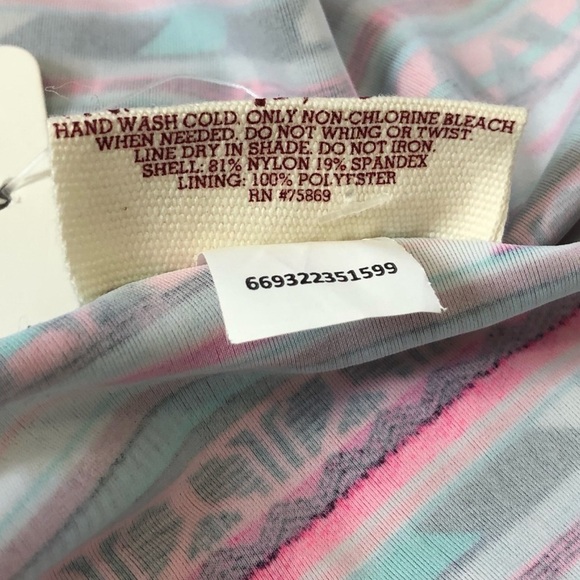 HAND WASH COLD. ONLY NON-CHLORINE BLEACH
WHEN NEEDED. DO NOT WRING OR TWIST.
LINE DRY IN SHADE. DO NOT IRON.
SHELL: 81% NYLON 19% SPANDEX
LINING: 100% POLYESTER
RN #75869
669322351599